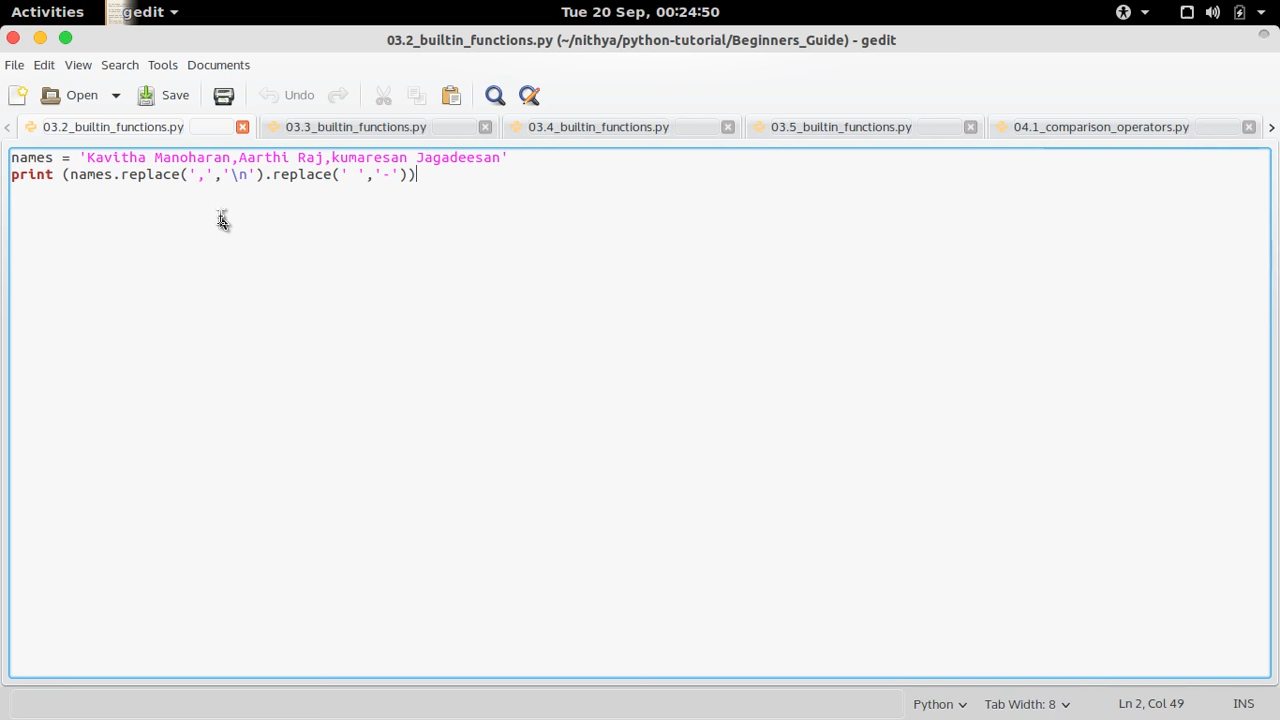 Activities gedit Tue 20 Sep, 00:24:50
03.2_builtin_functions.py (~/nithya/python-tutorial/Beginners_Guide) - gedit
File Edit View Search Tools Documents
Open Save Undo
03.2_builtin_functions.py 03.3_builtin_functions.py 03.4_builtin_functions.py 03.5_builtin_functions.py 04.1_comparison_operators.py
names = 'Kavitha Manoharan,Aarthi Raj,kumaresan Jagadeesan'
print (names.replace(',','\n').replace(' ','-'))
Python Tab Width: 8 Ln 2, Col 49 INS